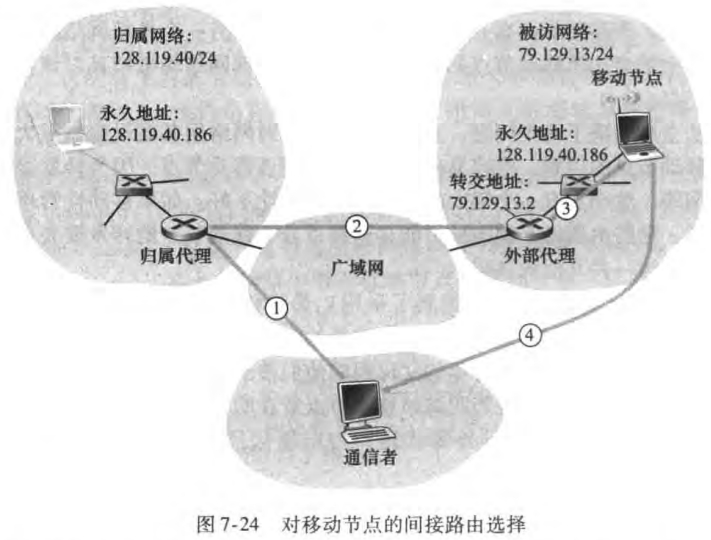 归属网络：
128.119.40/24
被访网络：
79.129.13/24
移动节点
永久地址：
128.119.40.186
永久地址：
128.119.40.186
转交地址：
79.129.13.2
③
②
归属代理
外部代理
广域网
①
④
通信者
图 7-24 对移动节点的间接路由选择